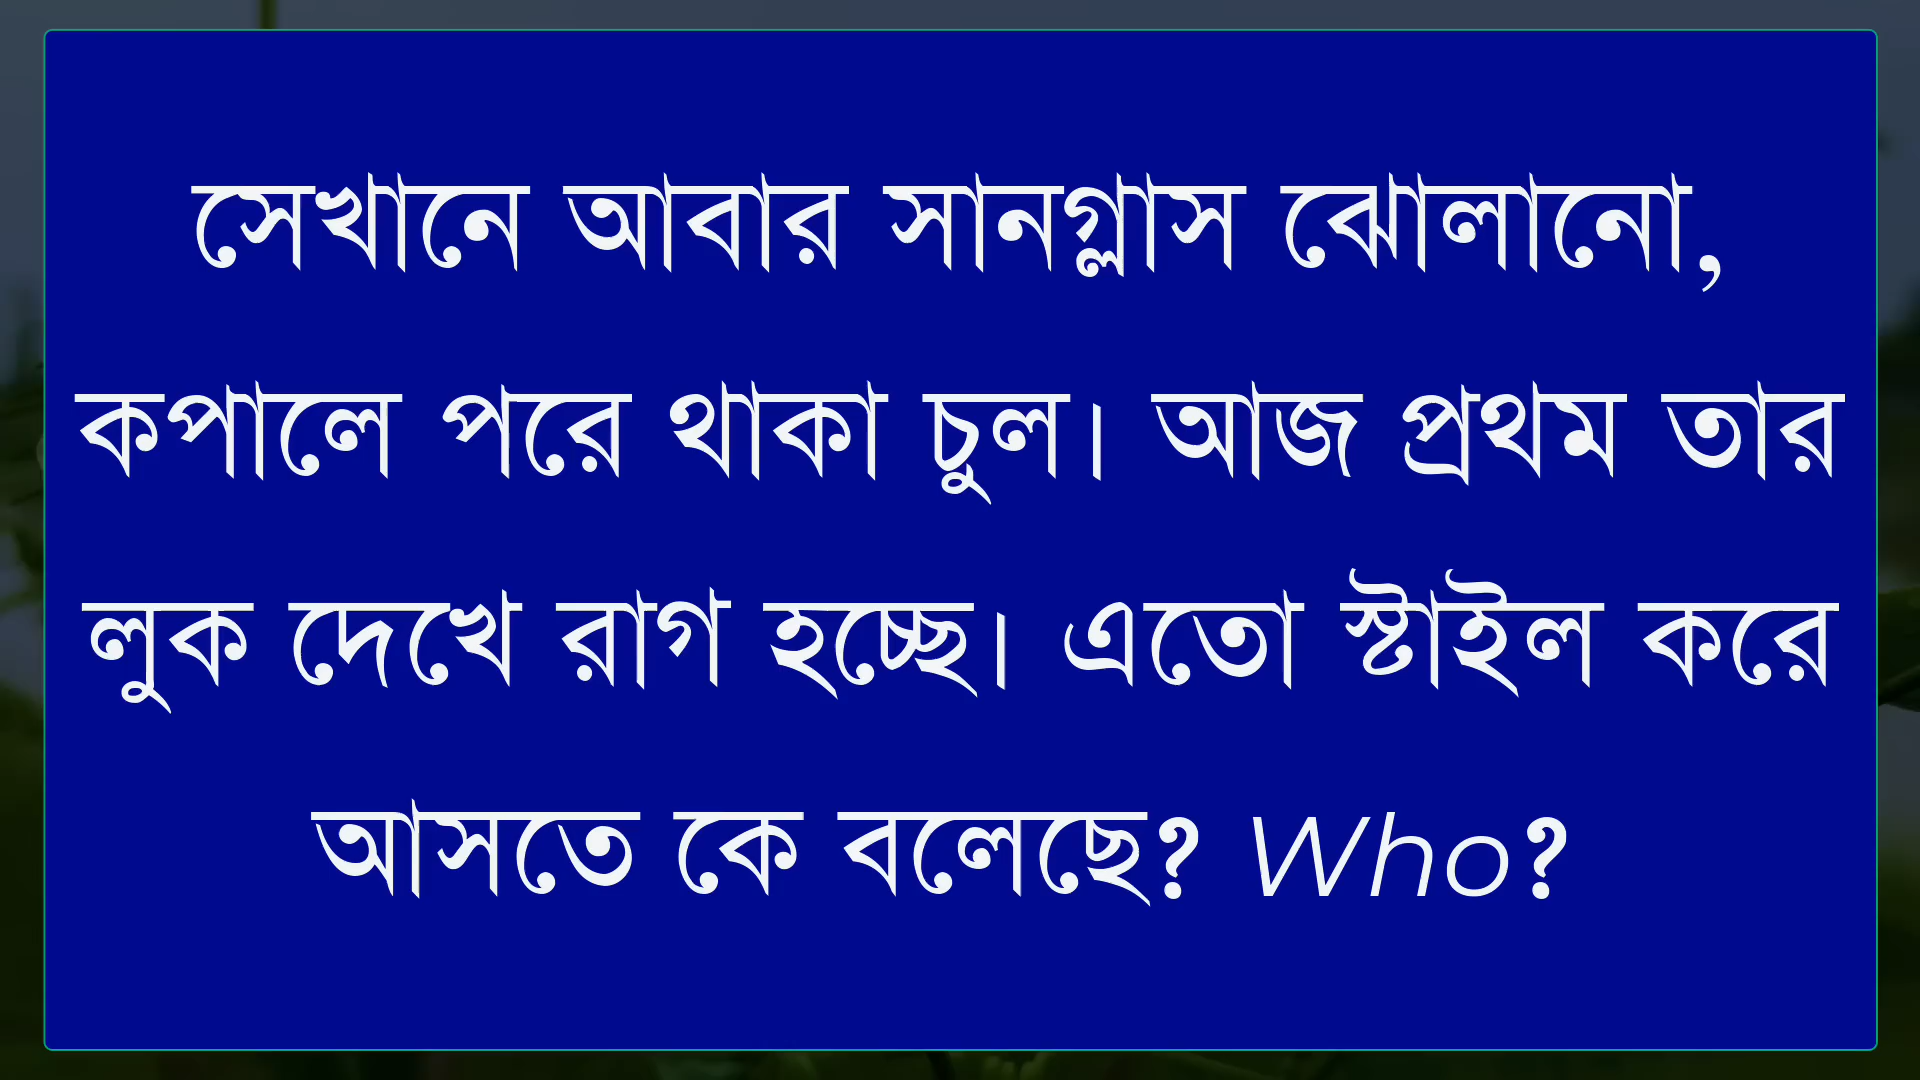 সেখানে আবার সানগ্লাস ঝোলানো,
কপালে পরে থাকা চুল। আজ প্রথম তার
লুক দেখে রাগ হচ্ছে। এতো স্টাইল করে
আসতে কে বলেছে? Who?